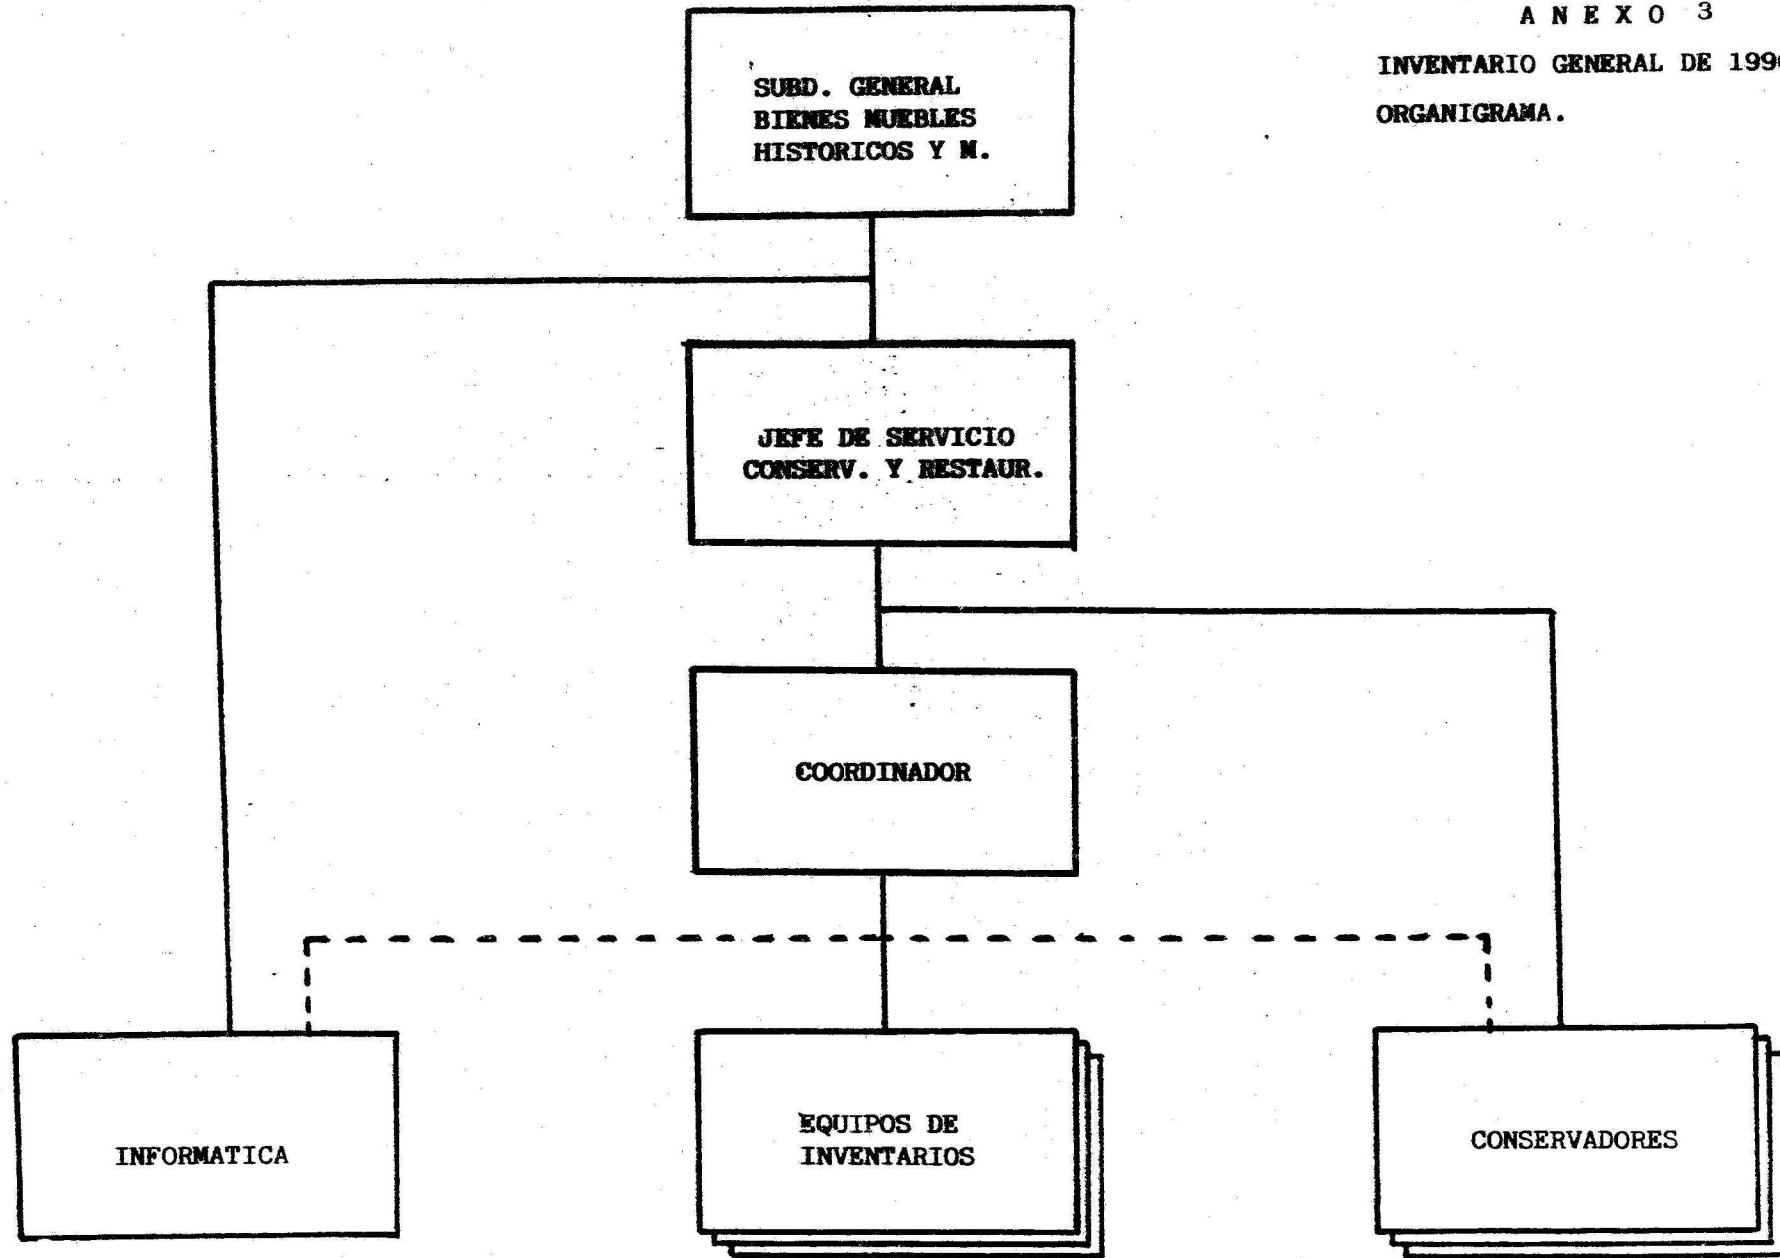 A N E X O 3
INVENTARIO GENERAL DE 1990
ORGANIGRAMA.
SUBD. GENERAL
BIENES MUEBLES
HISTORICOS Y M.
JEFE DE SERVICIO
CONSERV. Y RESTAUR.
COORDINADOR
INFORMATICA
EQUIPOS DE
INVENTARIOS
CONSERVADORES